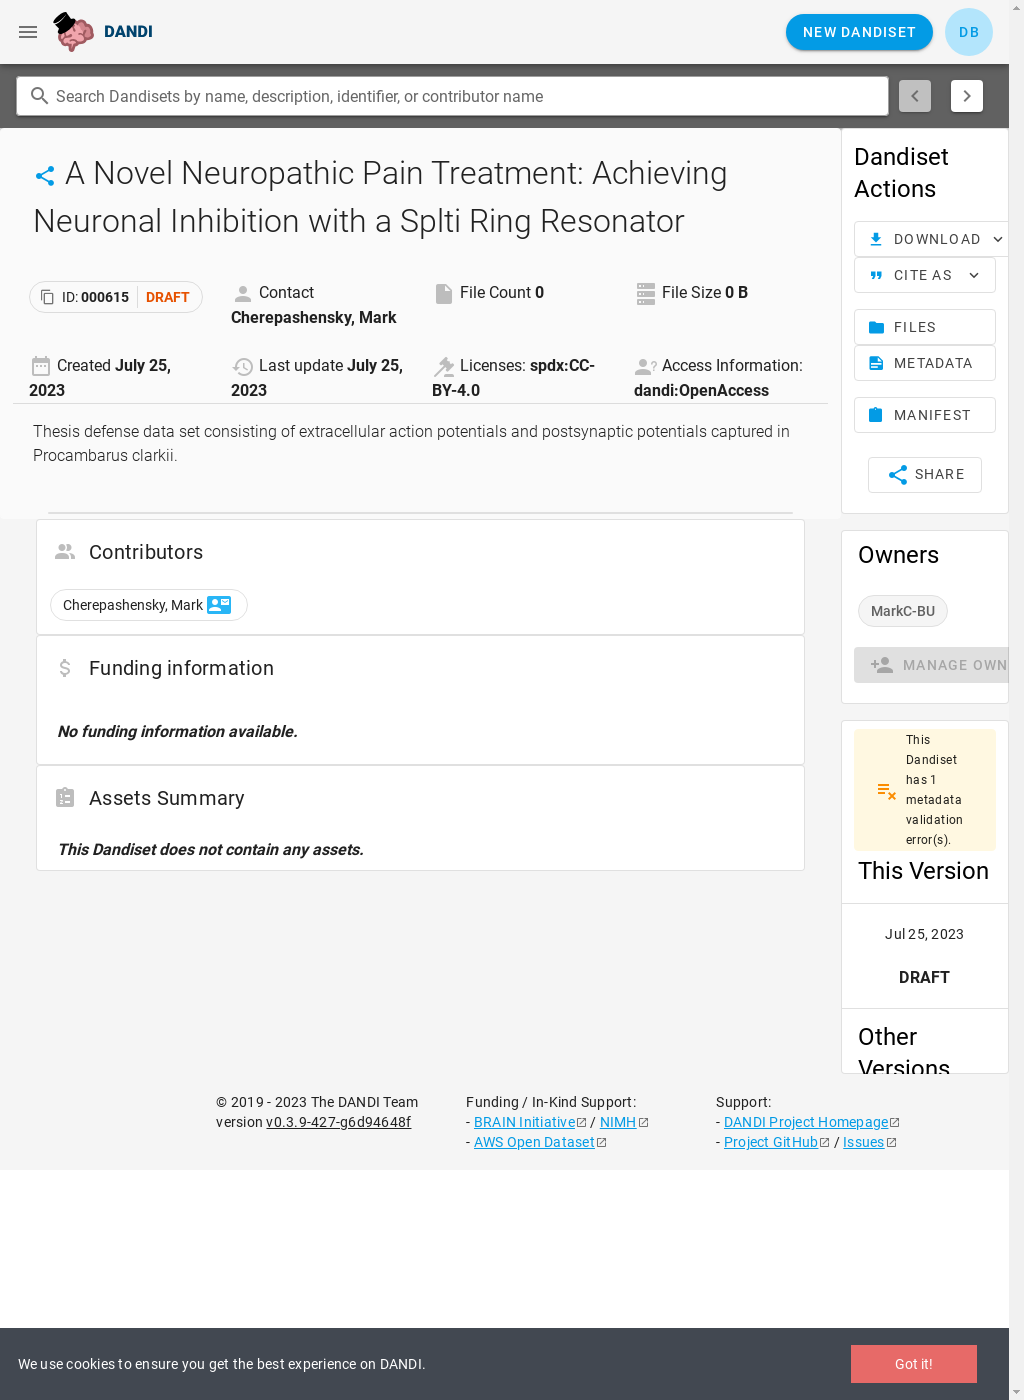 DANDI
NEW DANDISET
DB
Search Dandisets by name, description, identifier, or contributor name
A Novel Neuropathic Pain Treatment: Achieving
Neuronal Inhibition with a Splti Ring Resonator
ID: 000615 DRAFT
Contact
Cherepashensky, Mark
File Count 0
File Size 0 B
Created July 25,
2023
Last update July 25,
2023
Licenses: spdx:CC-
BY-4.0
Access Information:
dandi:OpenAccess
Thesis defense data set consisting of extracellular action potentials and postsynaptic potentials captured in
Procambarus clarkii.
Contributors
Cherepashensky, Mark
Funding information
No funding information available.
Assets Summary
This Dandiset does not contain any assets.
Dandiset
Actions
DOWNLOAD
CITE AS
FILES
METADATA
MANIFEST
SHARE
Owners
MarkC-BU
MANAGE OWN
This
Dandiset
has 1
metadata
validation
error(s).
This Version
Jul 25, 2023
DRAFT
Other
Versions
© 2019 - 2023 The DANDI Team
version v0.3.9-427-g6d94648f
Funding / In-Kind Support:
- BRAIN Initiative / NIMH
- AWS Open Dataset
Support:
- DANDI Project Homepage
- Project GitHub / Issues
We use cookies to ensure you get the best experience on DANDI.
Got it!